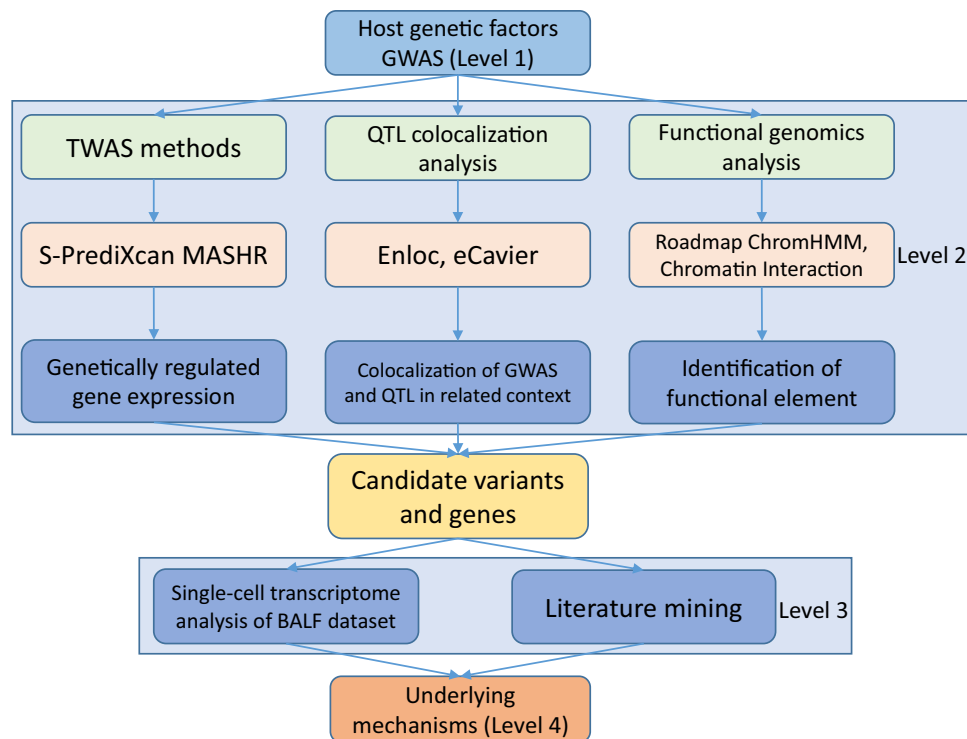 Host genetic factors
GWAS (Level 1)
TWAS methods
QTL colocalization
analysis
Functional genomics
analysis
S-PrediXcan MASHR
Enloc, eCavier
Roadmap ChromHMM,
Chromatin Interaction
Level 2
Genetically regulated
gene expression
Colocalization of GWAS
and QTL in related context
Identification of
functional element
Candidate variants
and genes
Single-cell transcriptome
analysis of BALF dataset
Literature mining
Level 3
Underlying
mechanisms (Level 4)